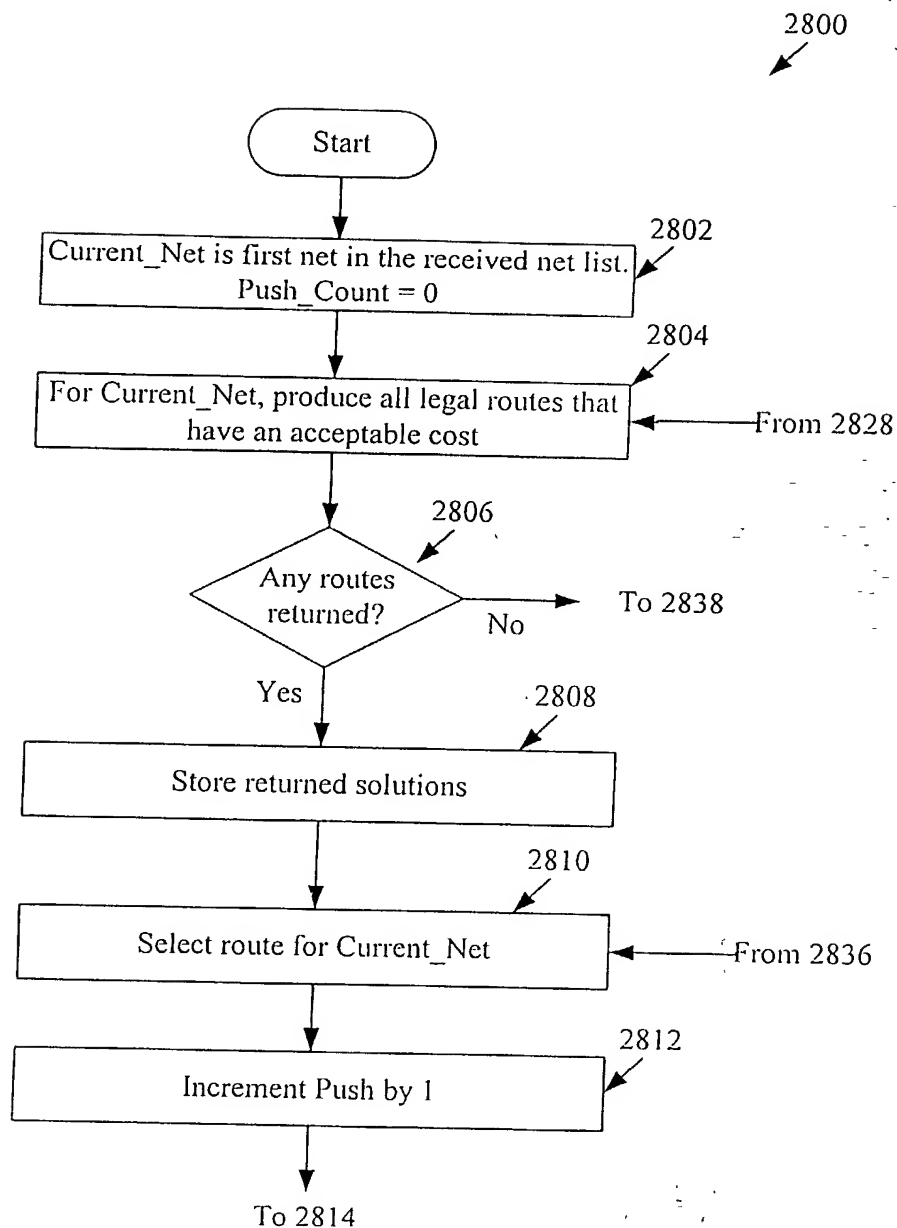 2800
Start
2802
Current_Net is first net in the received net list.
Push_Count = 0
2804
For Current_Net, produce all legal routes that
have an acceptable cost
From 2828
2806
Any routes
returned?
No
To 2838
Yes
2808
Store returned solutions
2810
Select route for Current_Net
From 2836
2812
Increment Push by 1
To 2814